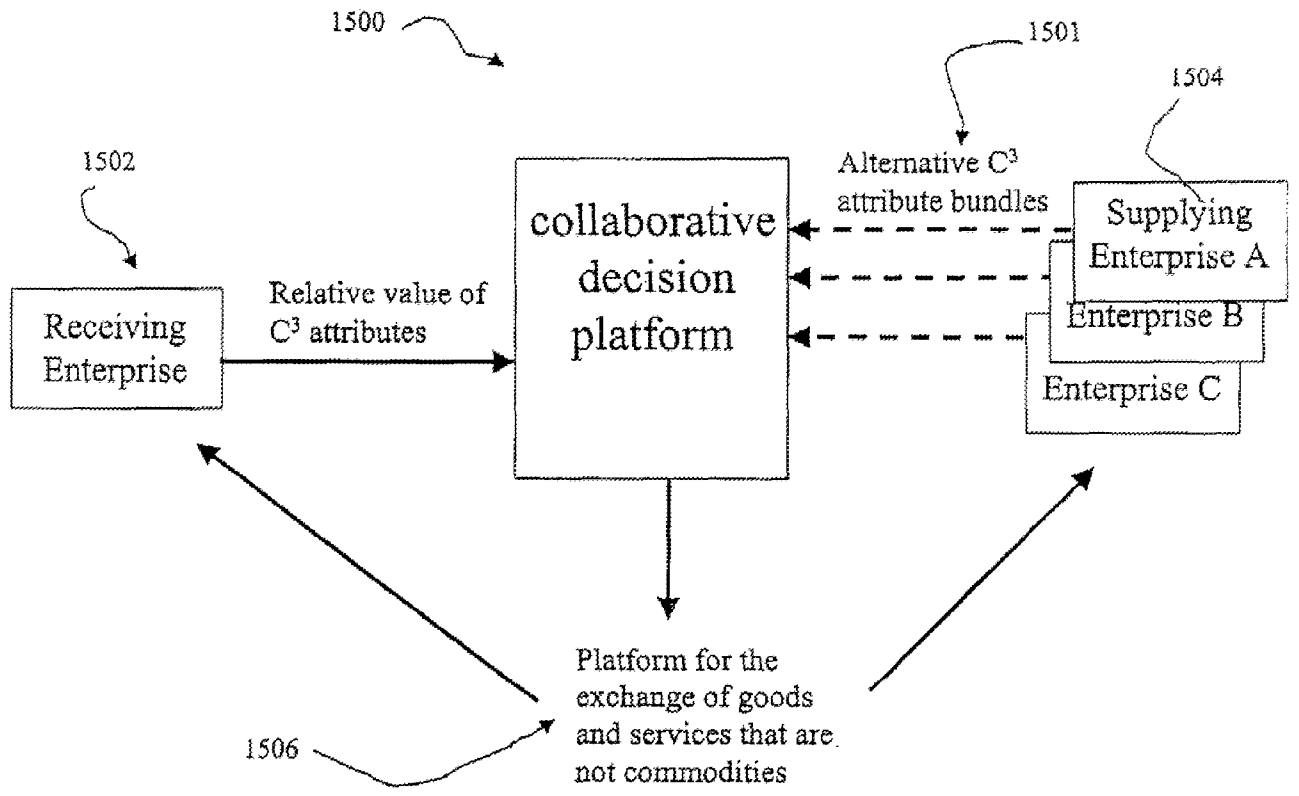 1500
1501
1504
1502
Alternative C³
attribute bundles
Supplying
Enterprise A
collaborative
decision
platform
Relative value of
C³ attributes
Receiving
Enterprise
Enterprise B
Enterprise C
Platform for the
exchange of goods
and services that are
not commodities
1506